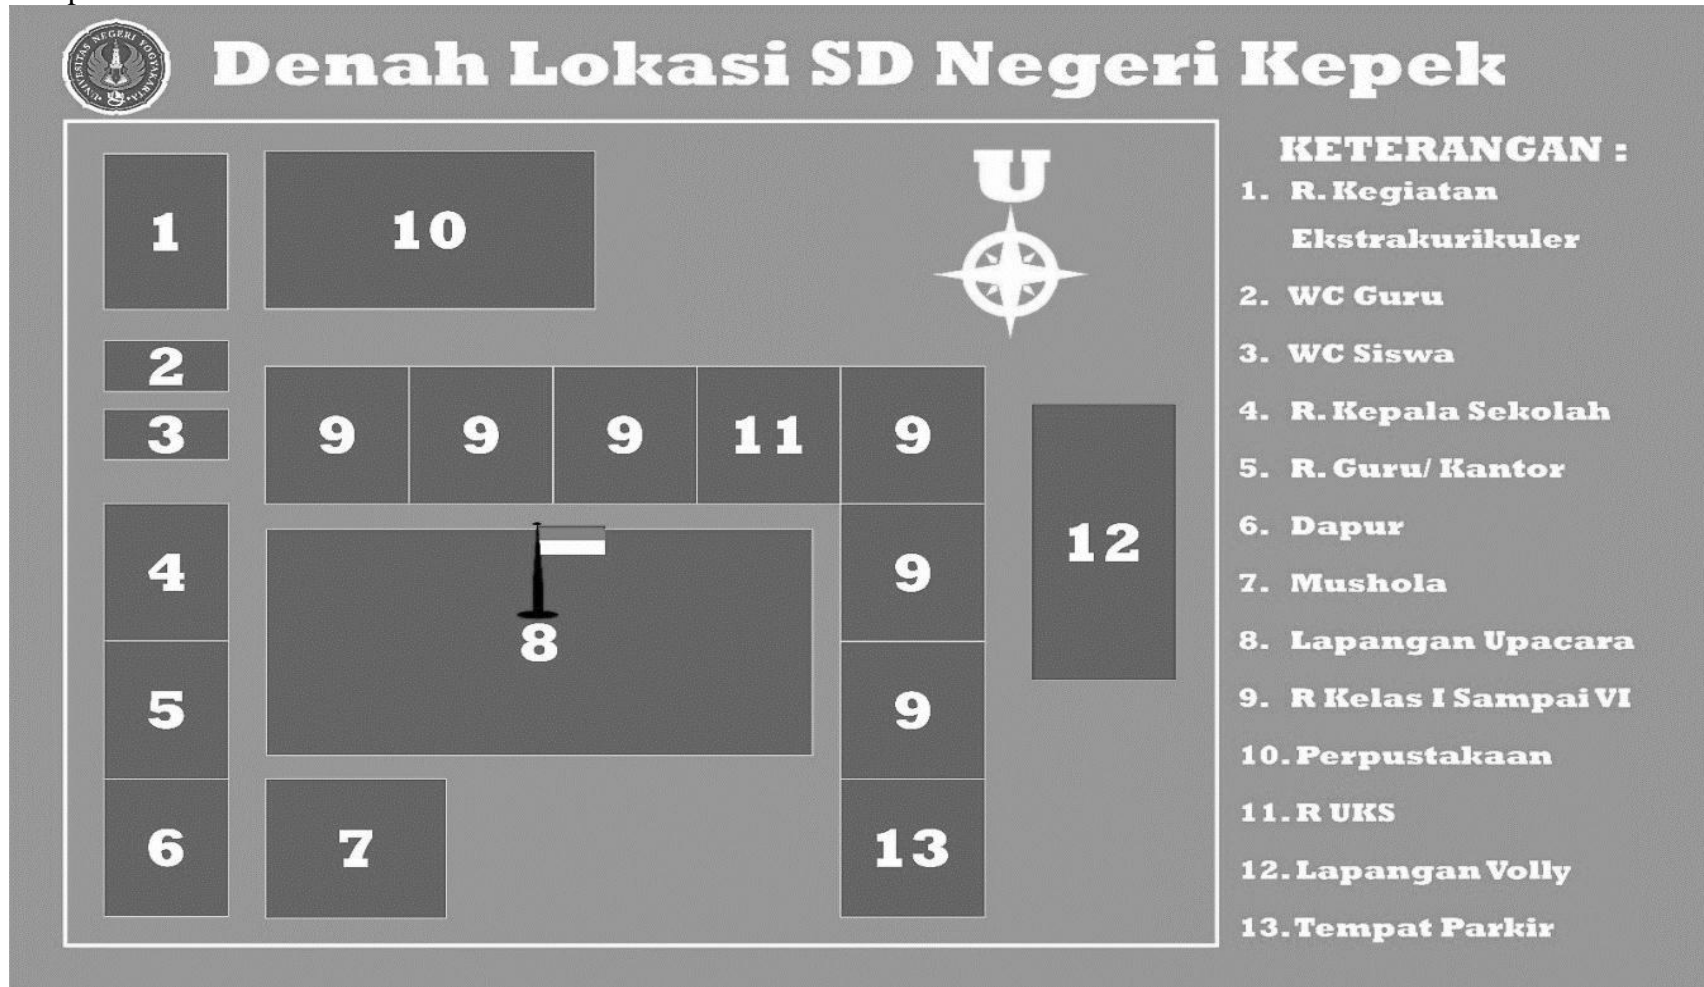 UNIVERSITAS NEGERI YOGYAKARTA
Denah Lokasi SD Negeri Kepek
U
KETERANGAN :
1. R. Kegiatan
Ekstrakurikuler
2. WC Guru
3. WC Siswa
4. R. Kepala Sekolah
5. R. Guru/ Kantor
6. Dapur
7. Mushola
8. Lapangan Upacara
9. R Kelas I Sampai VI
10. Perpustakaan
11. R UKS
12. Lapangan Volly
13. Tempat Parkir
1
10
2
3
9 9 9 11 9
4
12
9
8
5
9
6
7
13